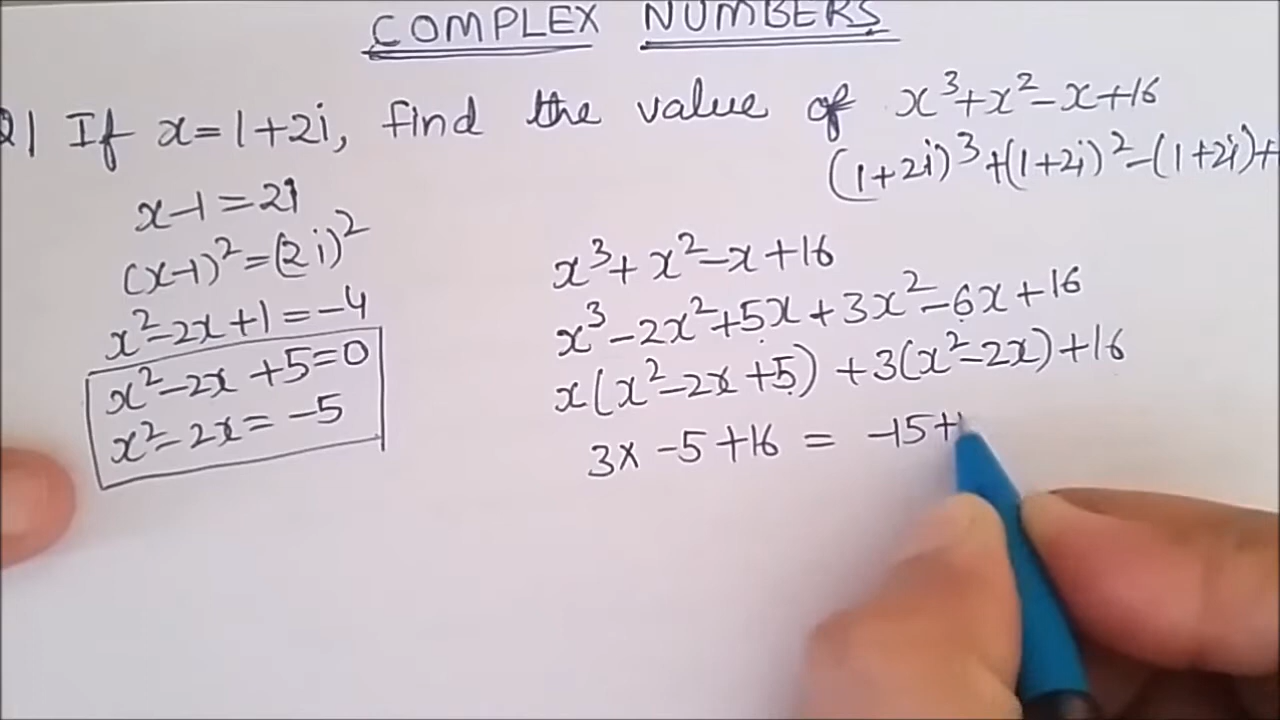 COMPLEX NUMBERS
Q1 If x=1+2i, find the value of x³+x²-x+16
(1+2i)³+(1+2i)²-(1+2i)+
x-1=2i
(x-1)²=(2i)²
x²-2x+1=-4
x²-2x+5=0
x²-2x=-5
x³+x²-x+16
x³-2x²+5x+3x²-6x+16
x(x²-2x+5)+3(x²-2x)+16
3x -5+16 = -15+